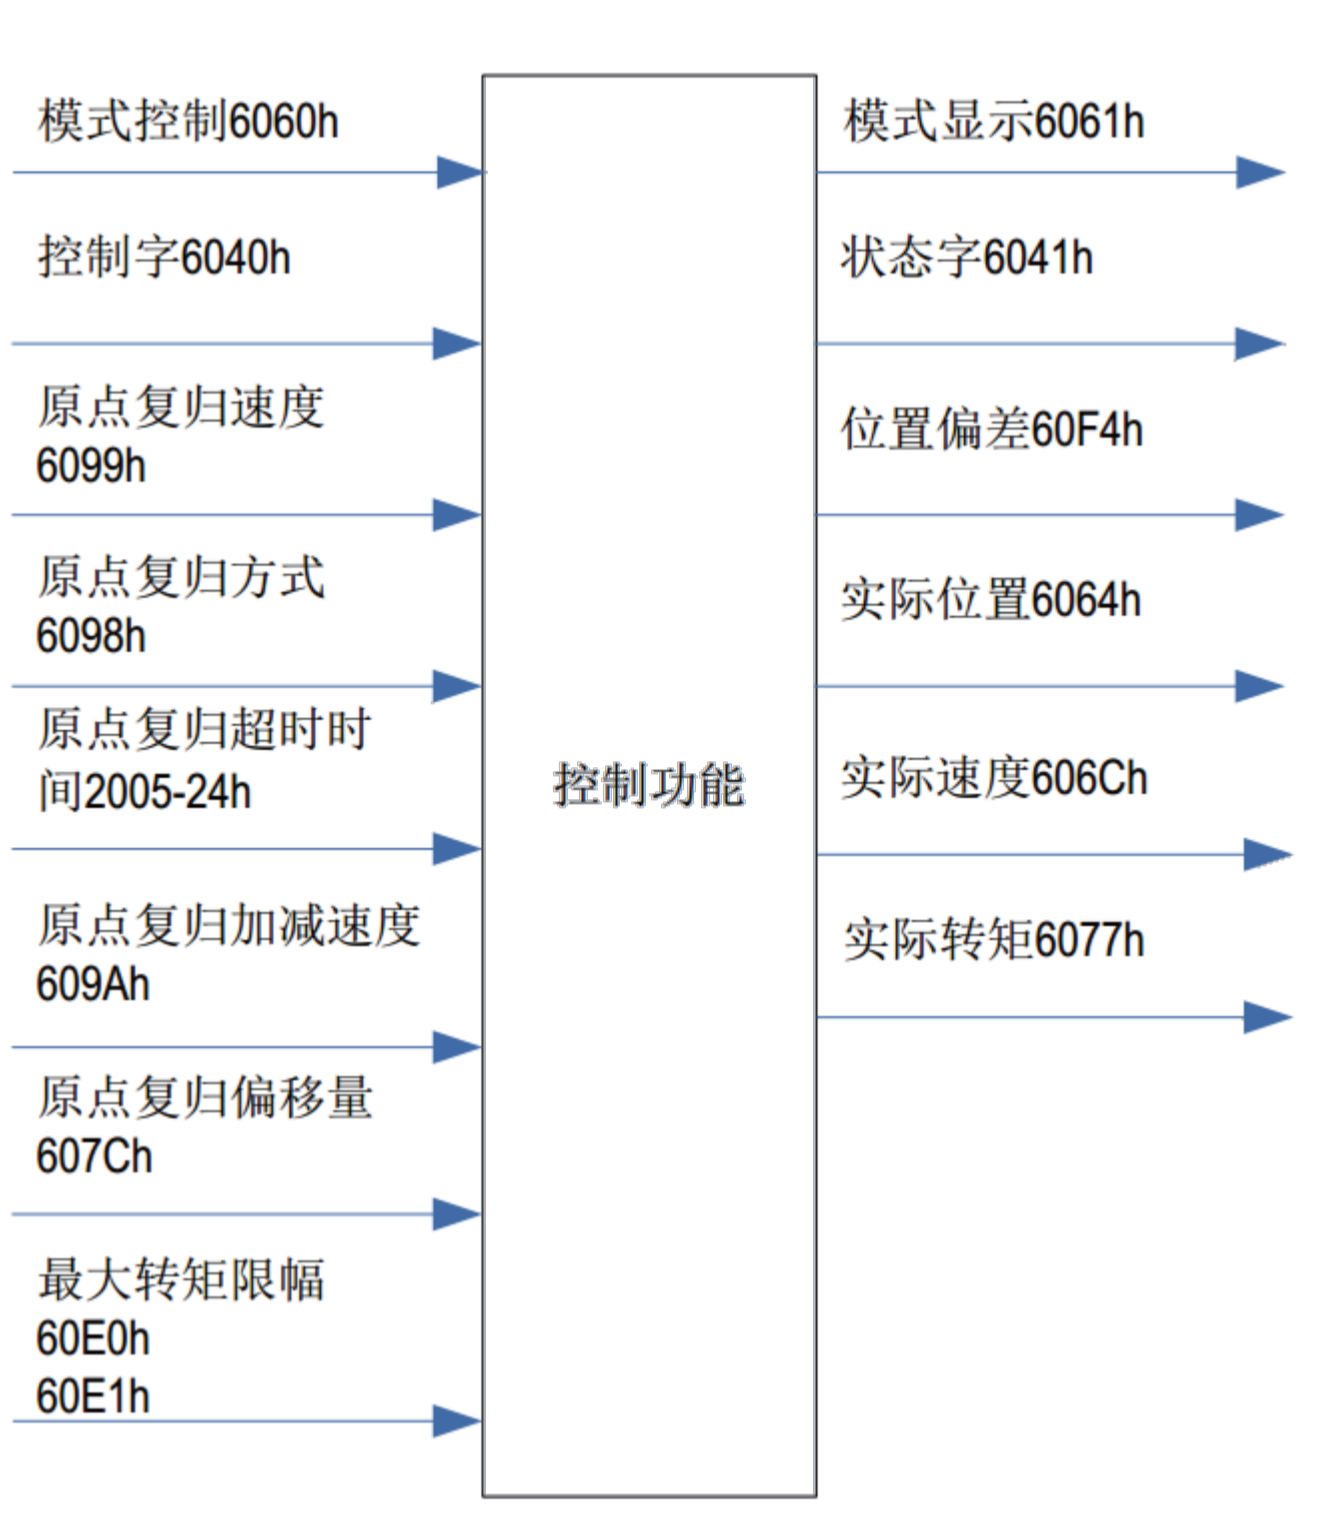 模式控制6060h
控制字6040h
原点复归速度
6099h
原点复归方式
6098h
原点复归超时时
间2005-24h
原点复归加减速度
609Ah
原点复归偏移量
607Ch
最大转矩限幅
60E0h
60E1h
控制功能
模式显示6061h
状态字6041h
位置偏差60F4h
实际位置6064h
实际速度606Ch
实际转矩6077h